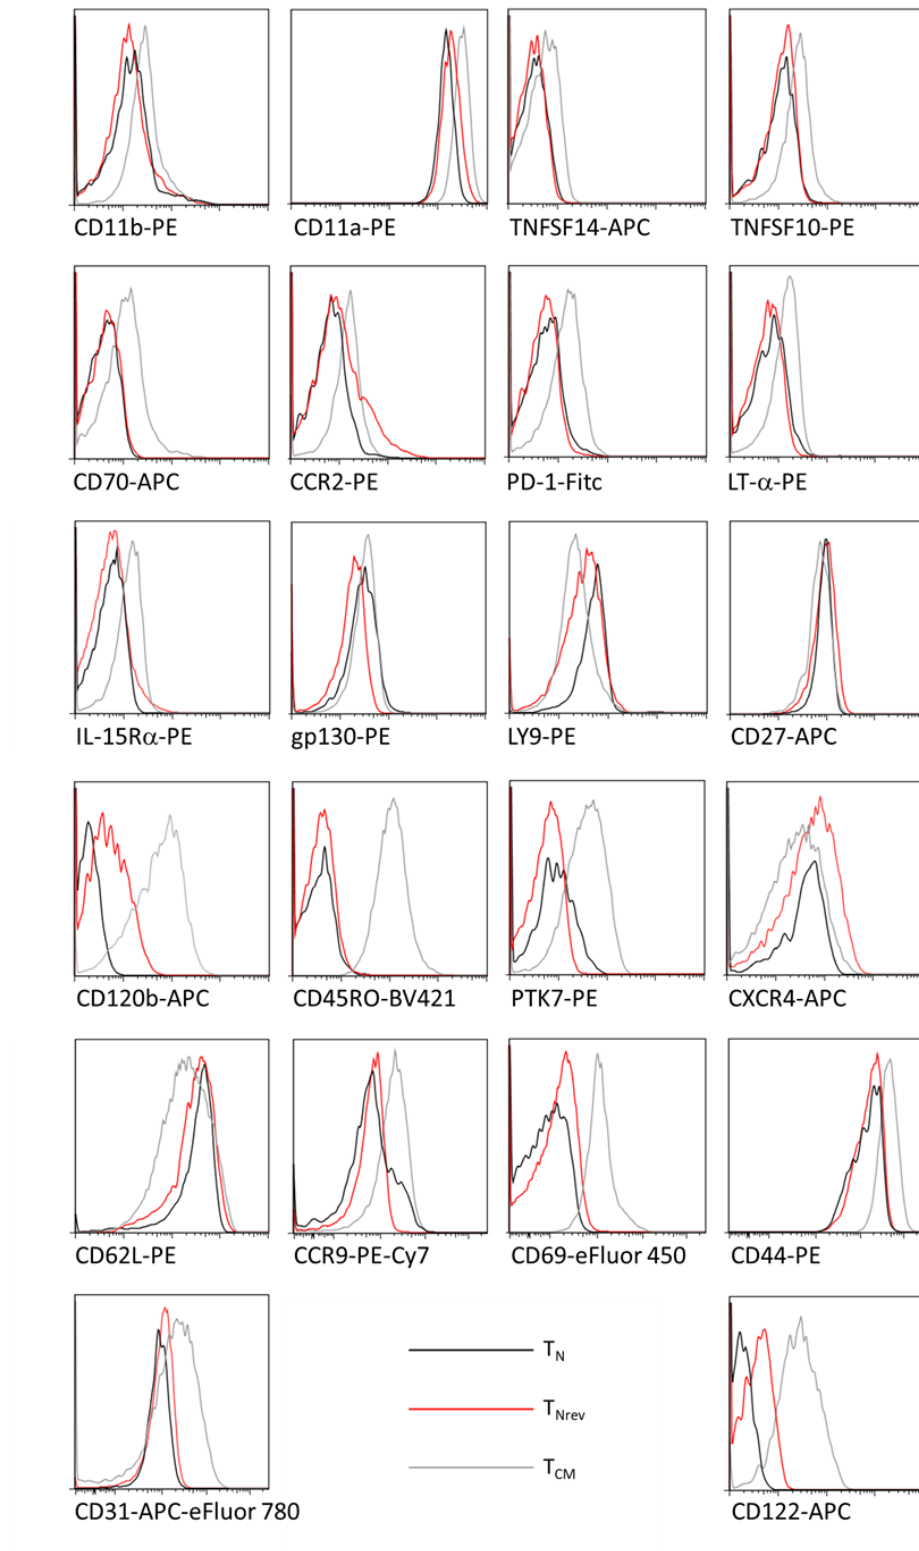 CD11b-PE
CD11a-PE
TNFSF14-APC
TNFSF10-PE
CD70-APC
CCR2-PE
PD-1-Fitc
LT-α-PE
IL-15Rα-PE
gp130-PE
LY9-PE
CD27-APC
CD120b-APC
CD45RO-BV421
PTK7-PE
CXCR4-APC
CD62L-PE
CCR9-PE-Cy7
CD69-eFluor 450
CD44-PE
TN
TNrev
TCM
CD31-APC-eFluor 780
CD122-APC